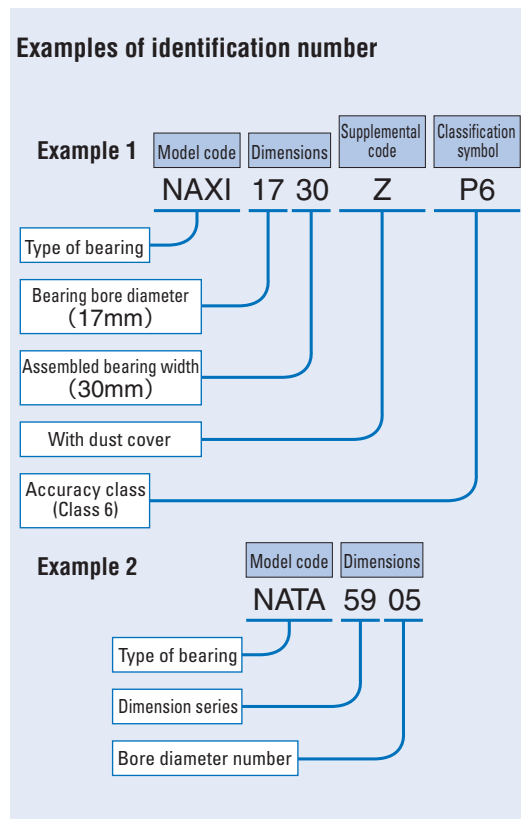 Examples of identification number
Example 1
Model code
Dimensions
Supplemental
code
Classification
symbol
NAXI 17 30 Z P6
Type of bearing
Bearing bore diameter
（17mm）
Assembled bearing width
（30mm）
With dust cover
Accuracy class
(Class 6)
Example 2
Model code
Dimensions
NATA 59 05
Type of bearing
Dimension series
Bore diameter number